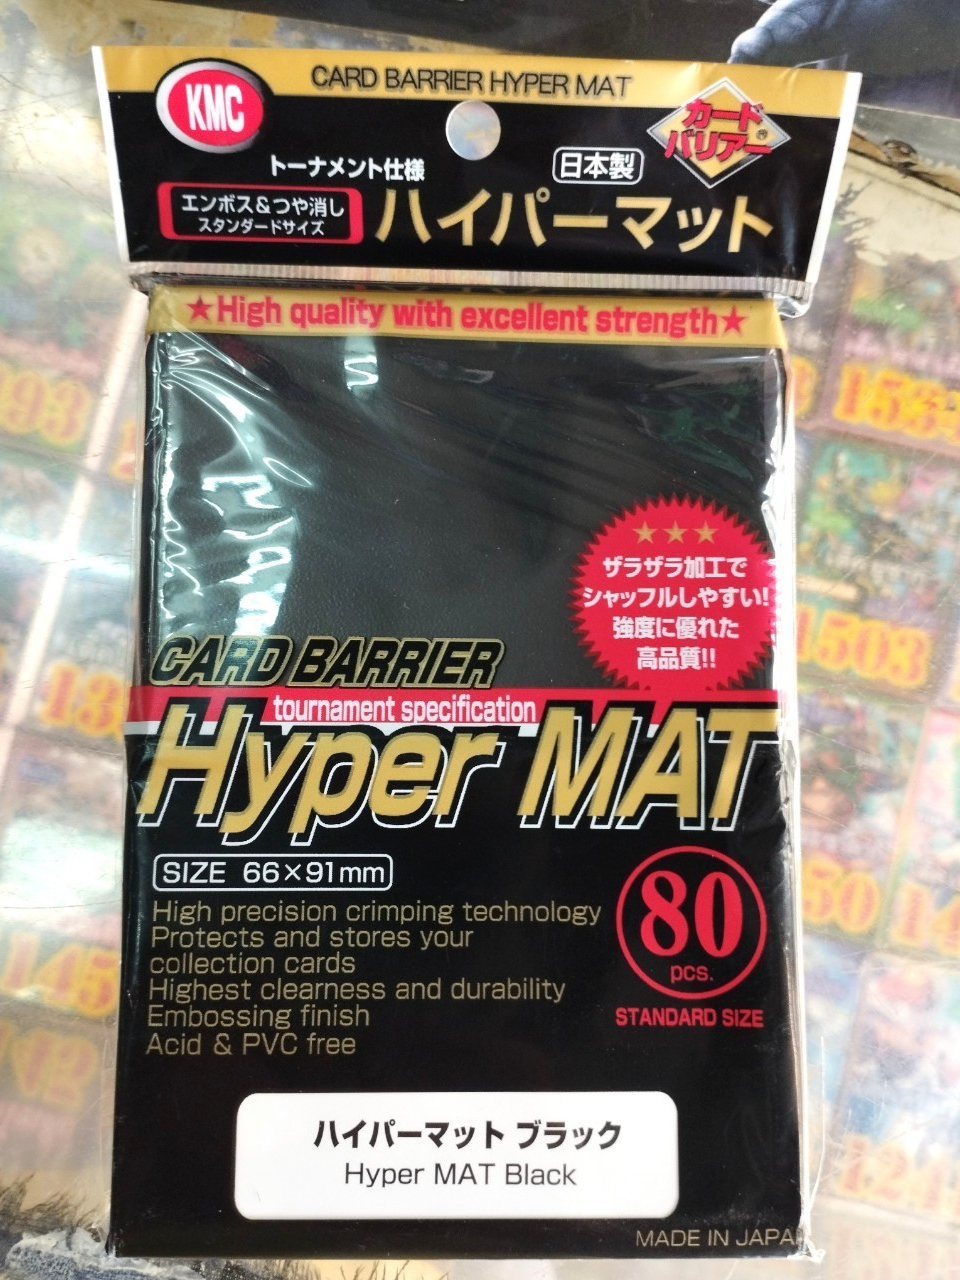 CARD BARRIER HYPER MAT
KMC
カード
バリアー®
トーナメント仕様
日本製
エンボス&つや消し
スタンダードサイズ
ハイパーマット
★High quality with excellent strength★
★★★
ザラザラ加工で
シャッフルしやすい!
強度に優れた
高品質!!
CARD BARRIER
tournament specification
Hyper MAT
SIZE 66×91mm
80
pcs.
STANDARD SIZE
High precision crimping technology
Protects and stores your
collection cards
Highest clearness and durability
Embossing finish
Acid & PVC free
ハイパーマット ブラック
Hyper MAT Black
MADE IN JAPAN